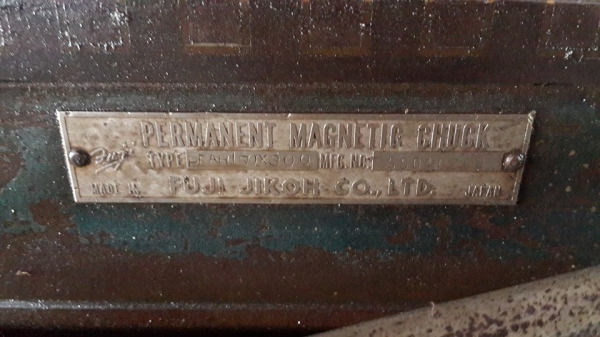 PERMANENT MAGNETIC CHUCK
Fuji TYPE MFG. NO.
MADE IN FUJI JIKOH CO., LTD. JAPAN